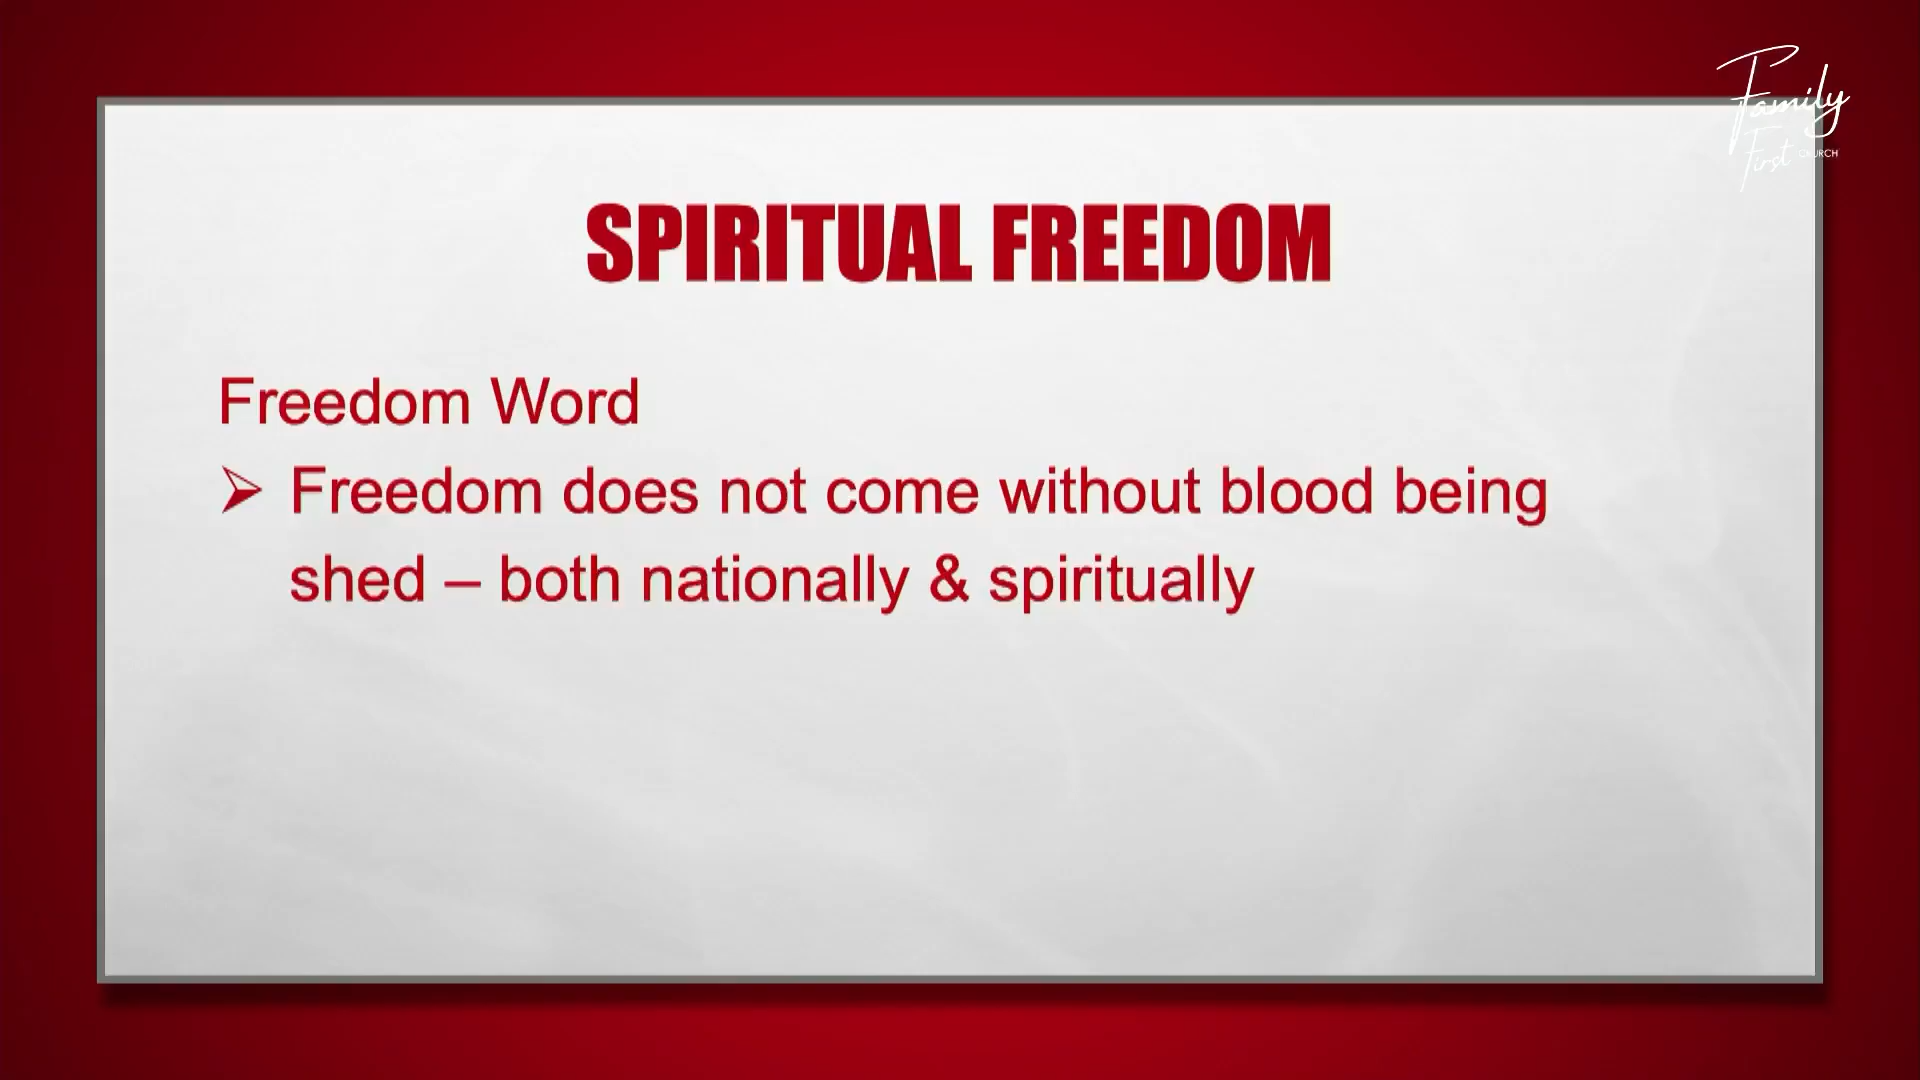 Family
First CHURCH
SPIRITUAL FREEDOM
Freedom Word
➢ Freedom does not come without blood being
shed – both nationally & spiritually